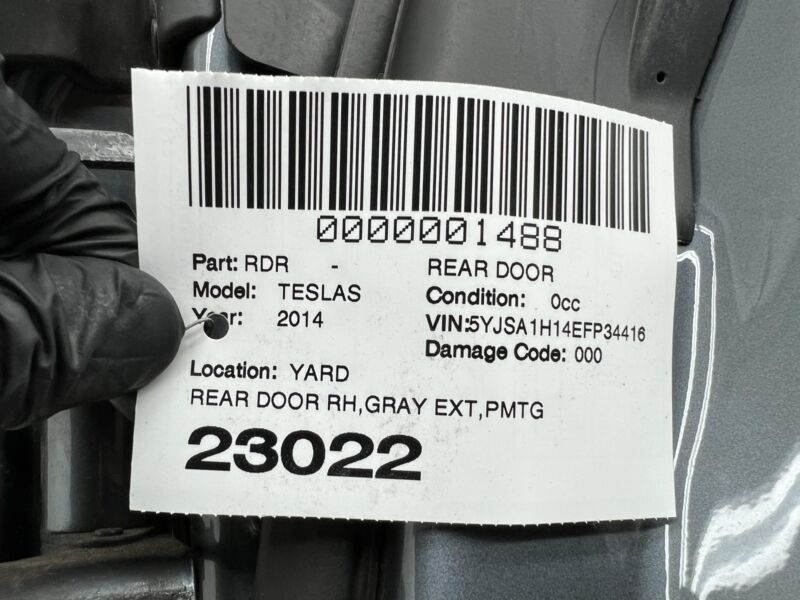 0000001488
Part: RDR - REAR DOOR
Model: TESLAS Condition: 0cc
Year: 2014 VIN:5YJSA1H14EFP34416
Damage Code: 000
Location: YARD
REAR DOOR RH,GRAY EXT,PMTG
23022